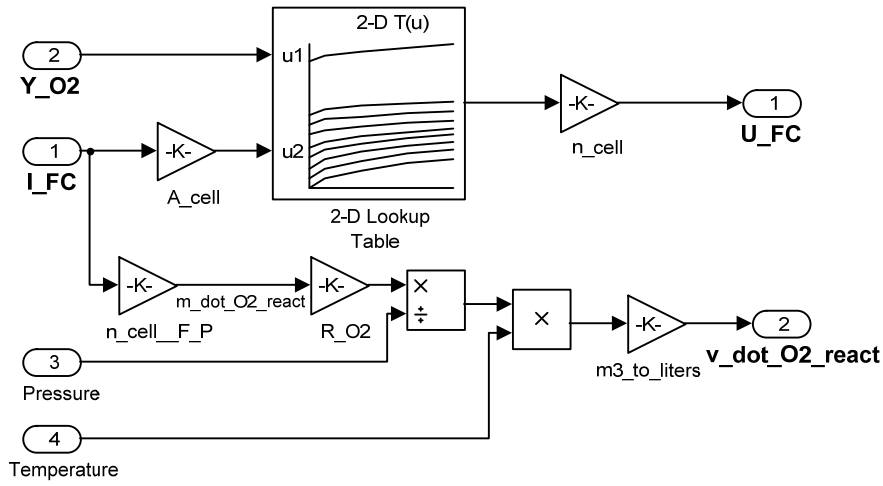 2-D T(u)
2
Y_O2
u1
-K-
n_cell
1
U_FC
1
I_FC
-K-
A_cell
u2
2-D Lookup
Table
-K-
n_cell__F_P
m_dot_O2_react
-K-
R_O2
×
÷
×
-K-
m3_to_liters
2
v_dot_O2_react
3
Pressure
4
Temperature